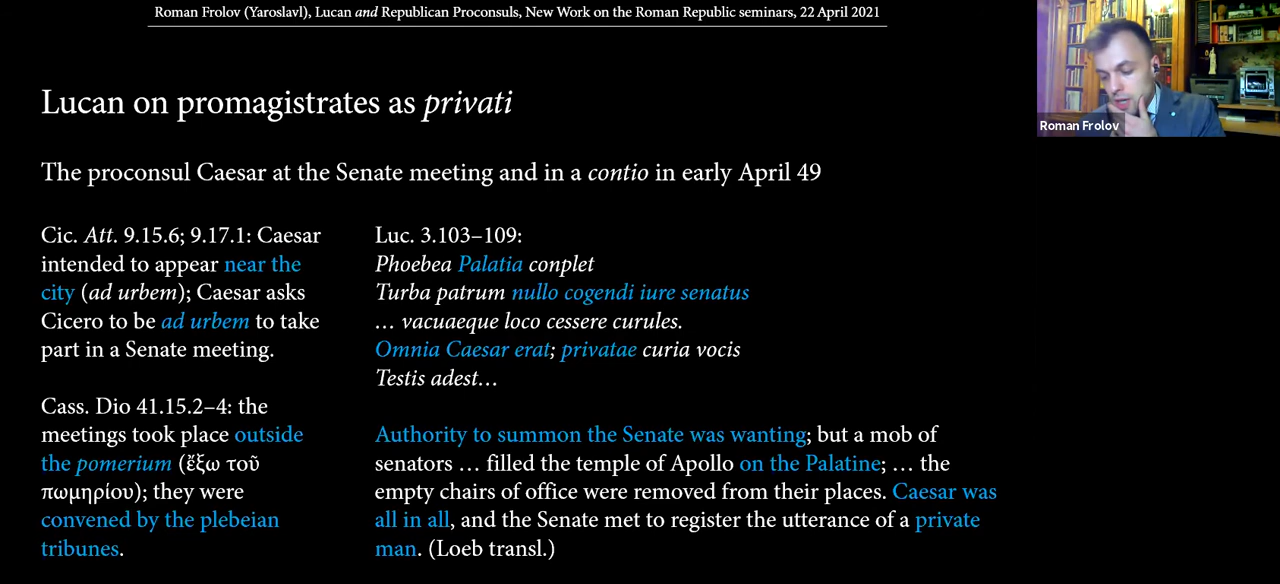 Roman Frolov (Yaroslavl), Lucan and Republican Proconsuls, New Work on the Roman Republic seminars, 22 April 2021
Roman Frolov
Lucan on promagistrates as privati
The proconsul Caesar at the Senate meeting and in a contio in early April 49
Cic. Att. 9.15.6; 9.17.1: Caesar
intended to appear near the
city (ad urbem); Caesar asks
Cicero to be ad urbem to take
part in a Senate meeting.
Cass. Dio 41.15.2–4: the
meetings took place outside
the pomerium (ἔξω τοῦ
πωμηρίου); they were
convened by the plebeian
tribunes.
Luc. 3.103–109:
Phoebea Palatia conplet
Turba patrum nullo cogendi iure senatus
… vacuaeque loco cessere curules.
Omnia Caesar erat; privatae curia vocis
Testis adest…
Authority to summon the Senate was wanting; but a mob of
senators … filled the temple of Apollo on the Palatine; … the
empty chairs of office were removed from their places. Caesar was
all in all, and the Senate met to register the utterance of a private
man. (Loeb transl.)